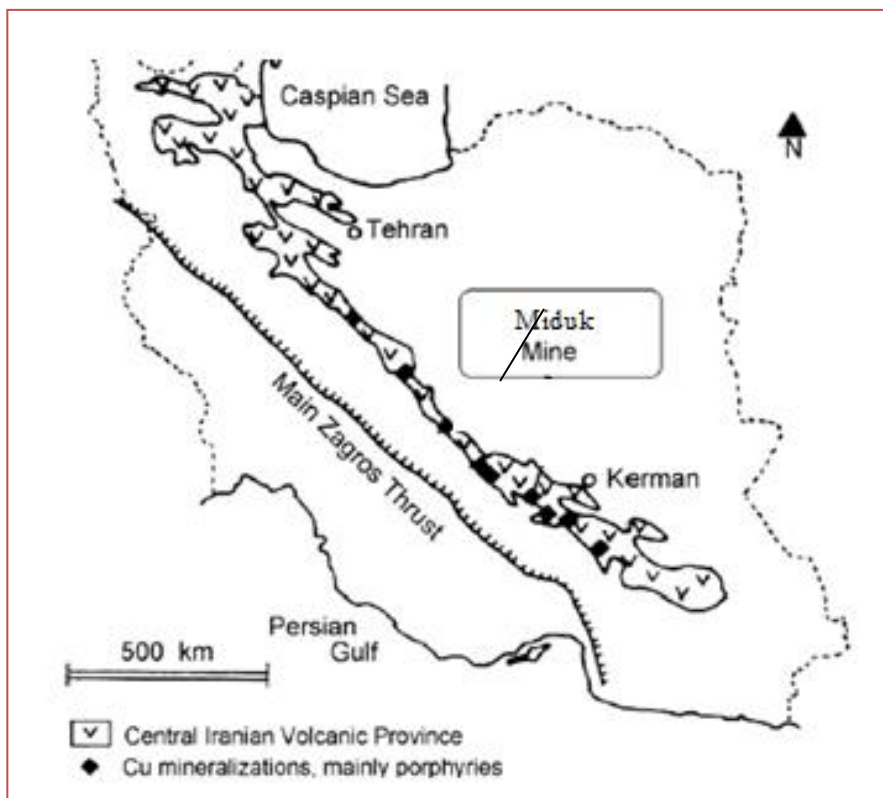 Caspian Sea
N
Tehran
Miduk
Mine
Main Zagros Thrust
Kerman
Persian
Gulf
500 km
Central Iranian Volcanic Province
Cu mineralizations, mainly porphyries